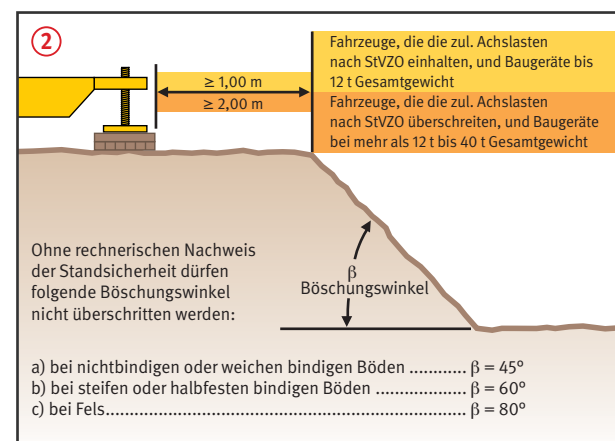 2
Fahrzeuge, die die zul. Achslasten
nach StVZO einhalten, und Baugeräte bis
12 t Gesamtgewicht
≥ 1,00 m
≥ 2,00 m
Fahrzeuge, die die zul. Achslasten
nach StVZO überschreiten, und Baugeräte
bei mehr als 12 t bis 40 t Gesamtgewicht
Ohne rechnerischen Nachweis
der Standsicherheit dürfen
folgende Böschungswinkel
nicht überschritten werden:
β
Böschungswinkel
a) bei nichtbindigen oder weichen bindigen Böden ........... β = 45°
b) bei steifen oder halbfesten bindigen Böden ................. β = 60°
c) bei Fels.................................................................... β = 80°